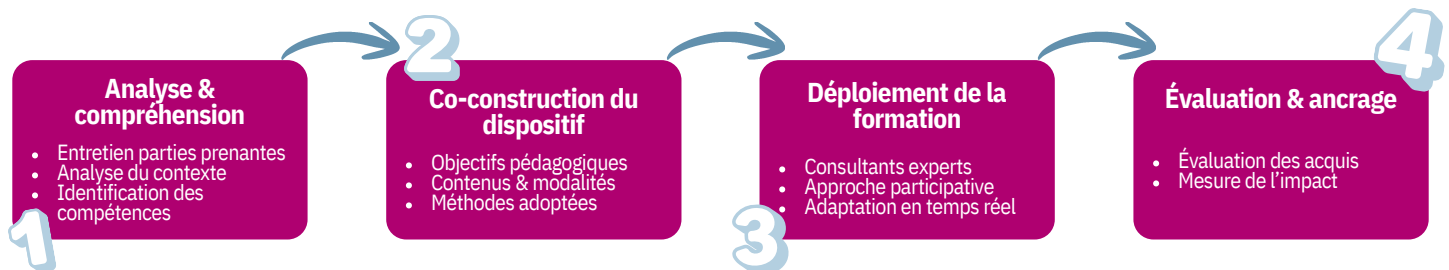 1
Analyse &
compréhension
• Entretien parties prenantes
• Analyse du contexte
• Identification des
compétences
2
Co-construction du
dispositif
• Objectifs pédagogiques
• Contenus & modalités
• Méthodes adoptées
3
Déploiement de la
formation
• Consultants experts
• Approche participative
• Adaptation en temps réel
4
Évaluation & ancrage
• Évaluation des acquis
• Mesure de l’impact